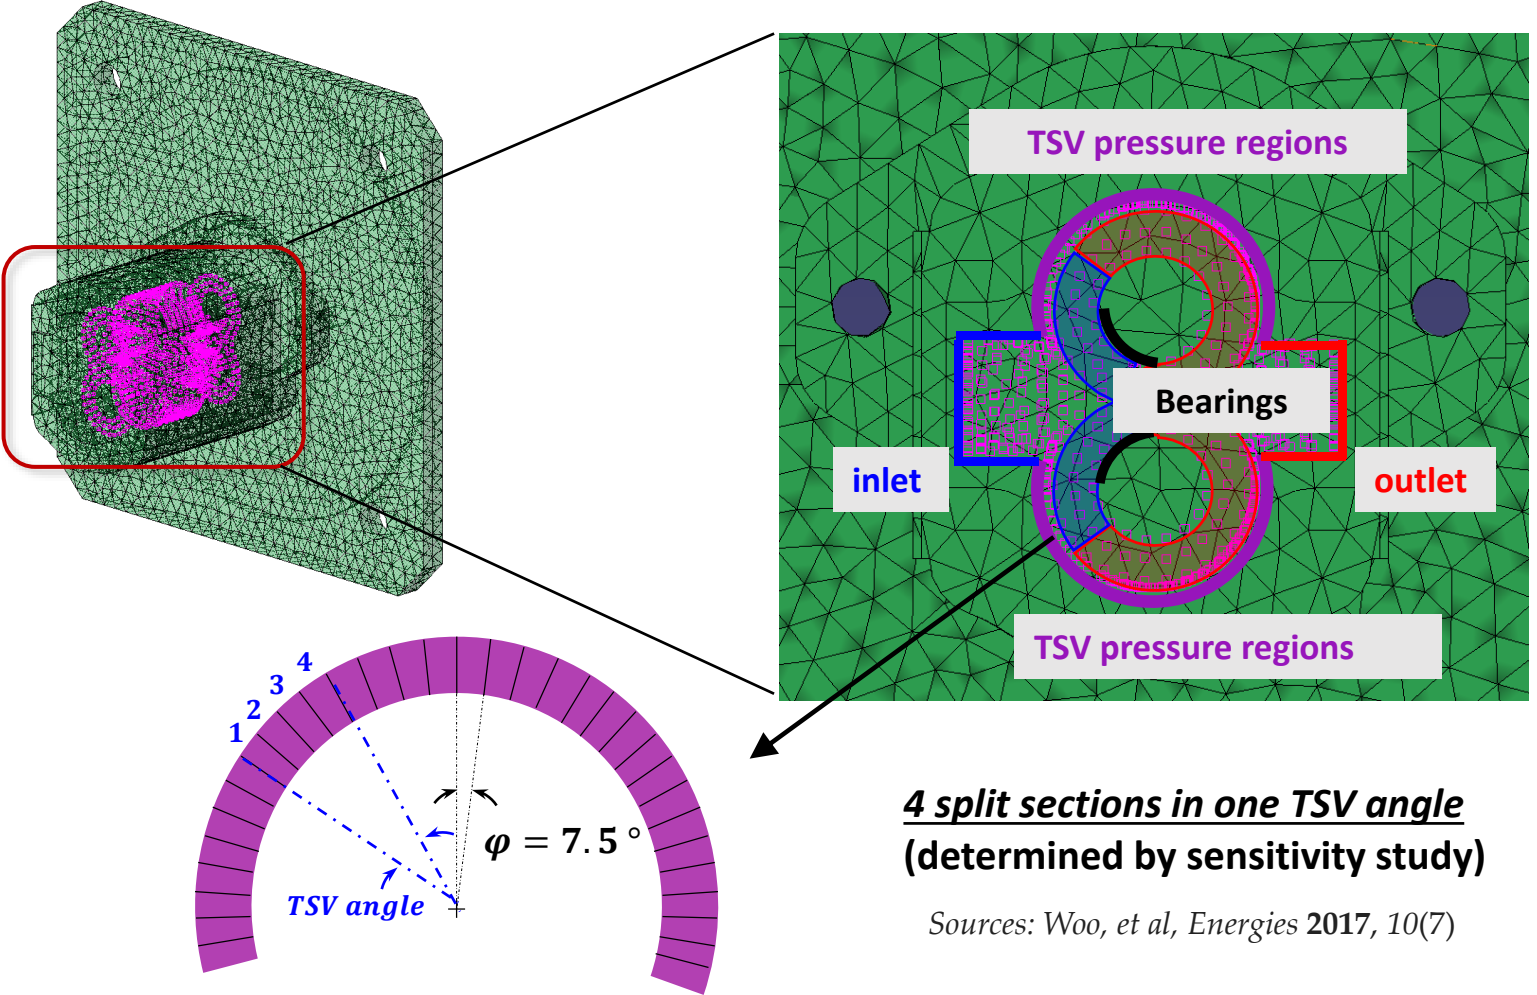 TSV pressure regions
Bearings
inlet
outlet
TSV pressure regions
4
3
2
1
φ = 7.5°
TSV angle
4 split sections in one TSV angle
(determined by sensitivity study)
Sources: Woo, et al, Energies 2017, 10(7)